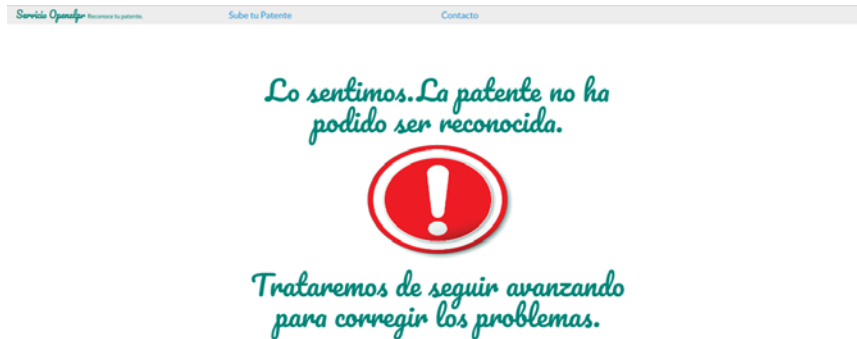 Servicio Openalpr Reconoce tu patente. Sube tu Patente Contacto
Lo sentimos.La patente no ha
podido ser reconocida.
Trataremos de seguir avanzando
para corregir los problemas.